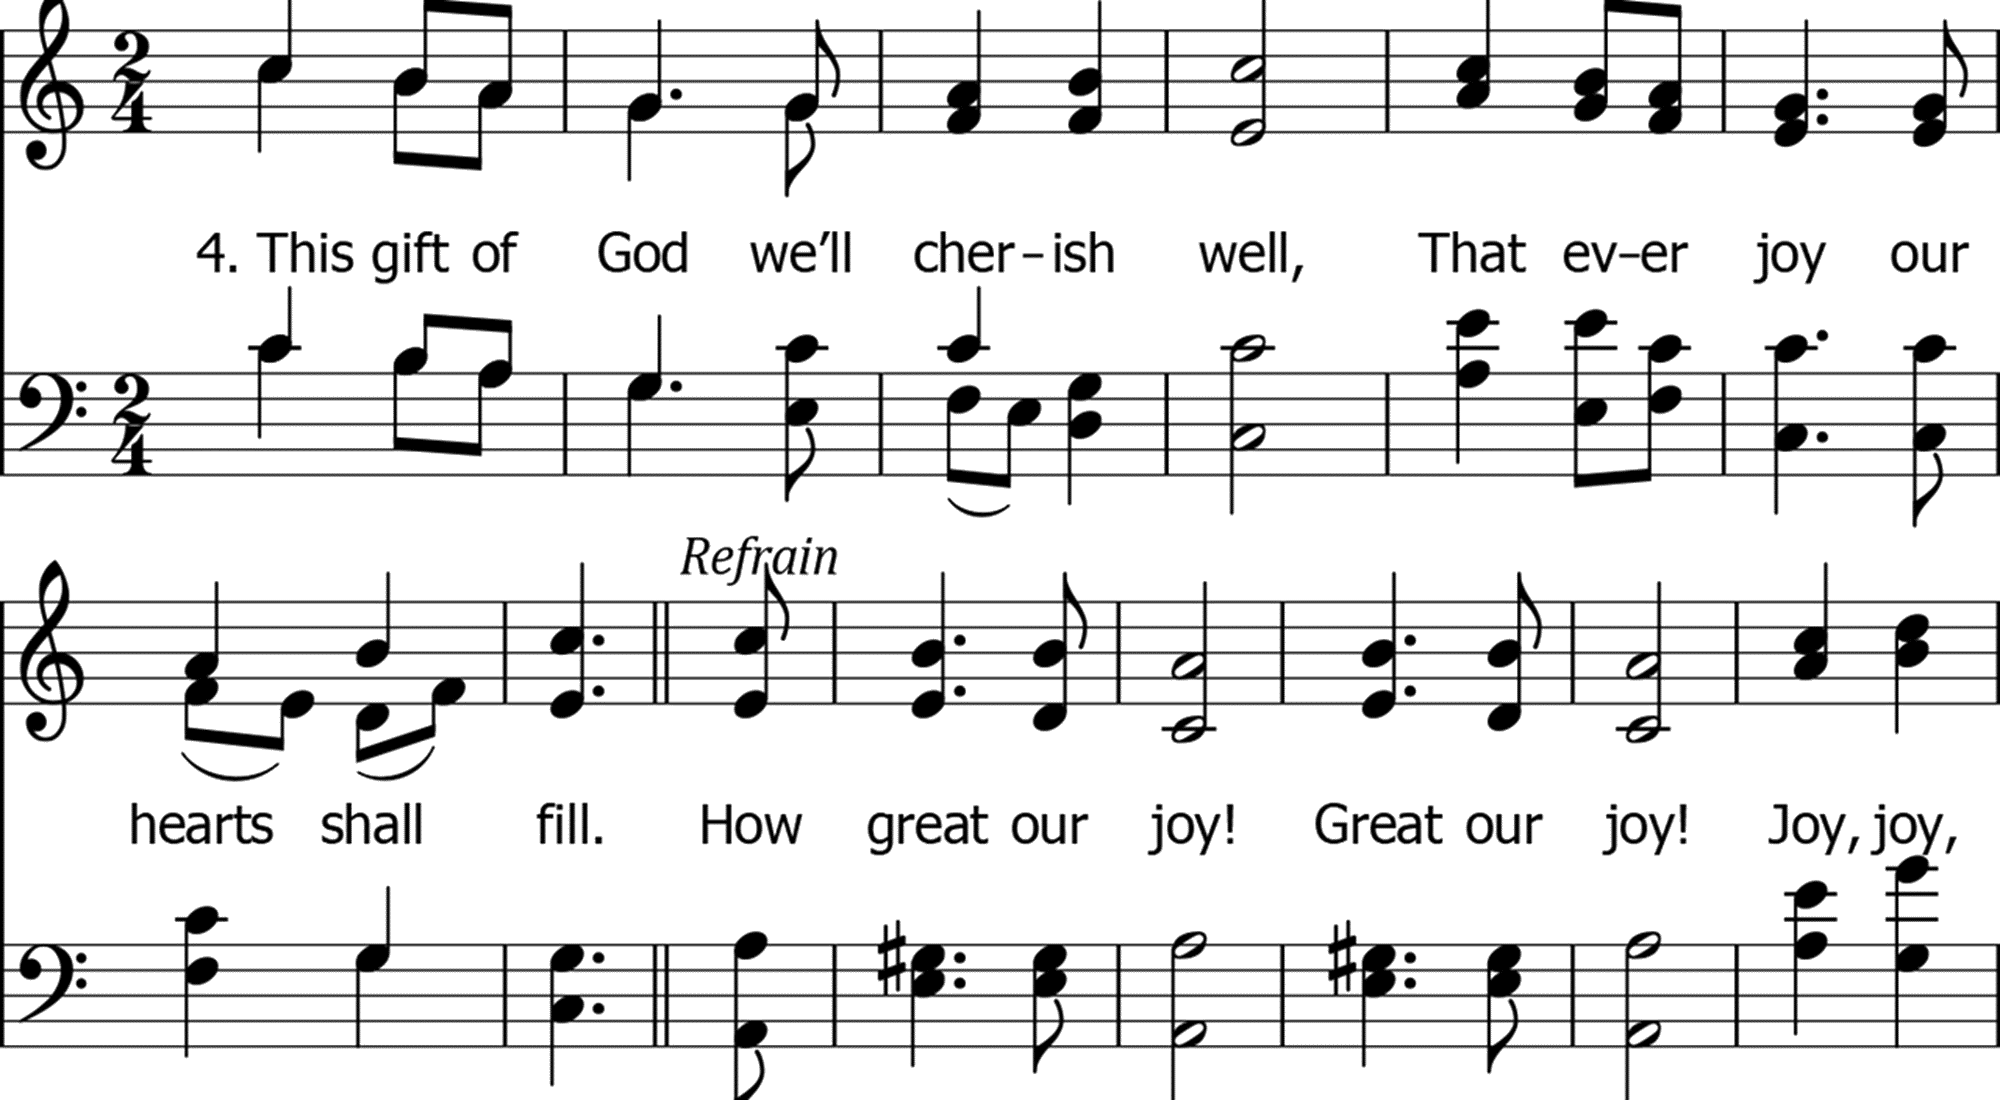 4. This gift of God we’ll cher–ish well, That ev–er joy our
Refrain
hearts shall fill. How great our joy! Great our joy! Joy, joy,